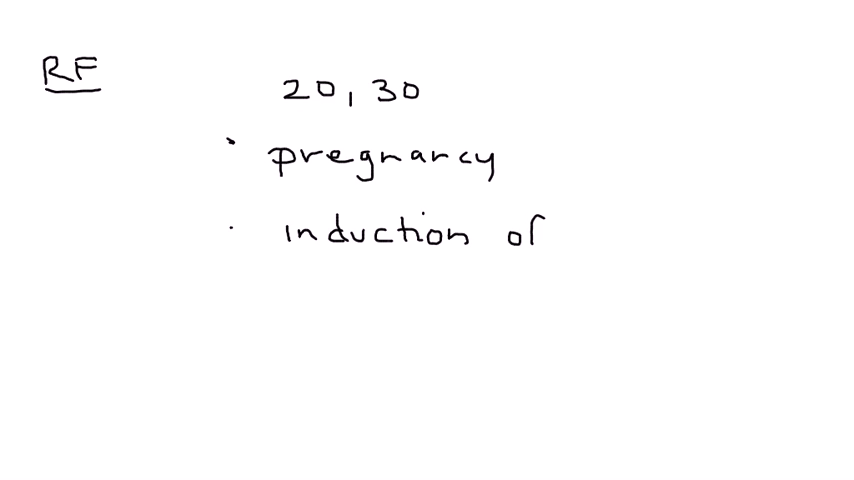 RF
20, 30
· pregnancy
· induction of